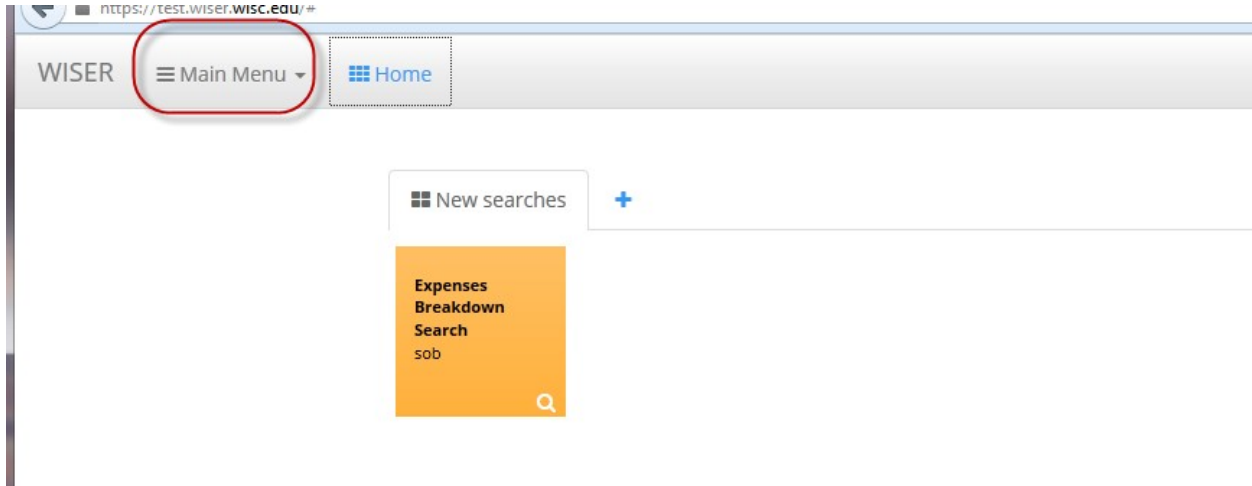 https://test.wiser.wisc.edu/#
WISER Main Menu Home
New searches +
Expenses
Breakdown
Search
sob